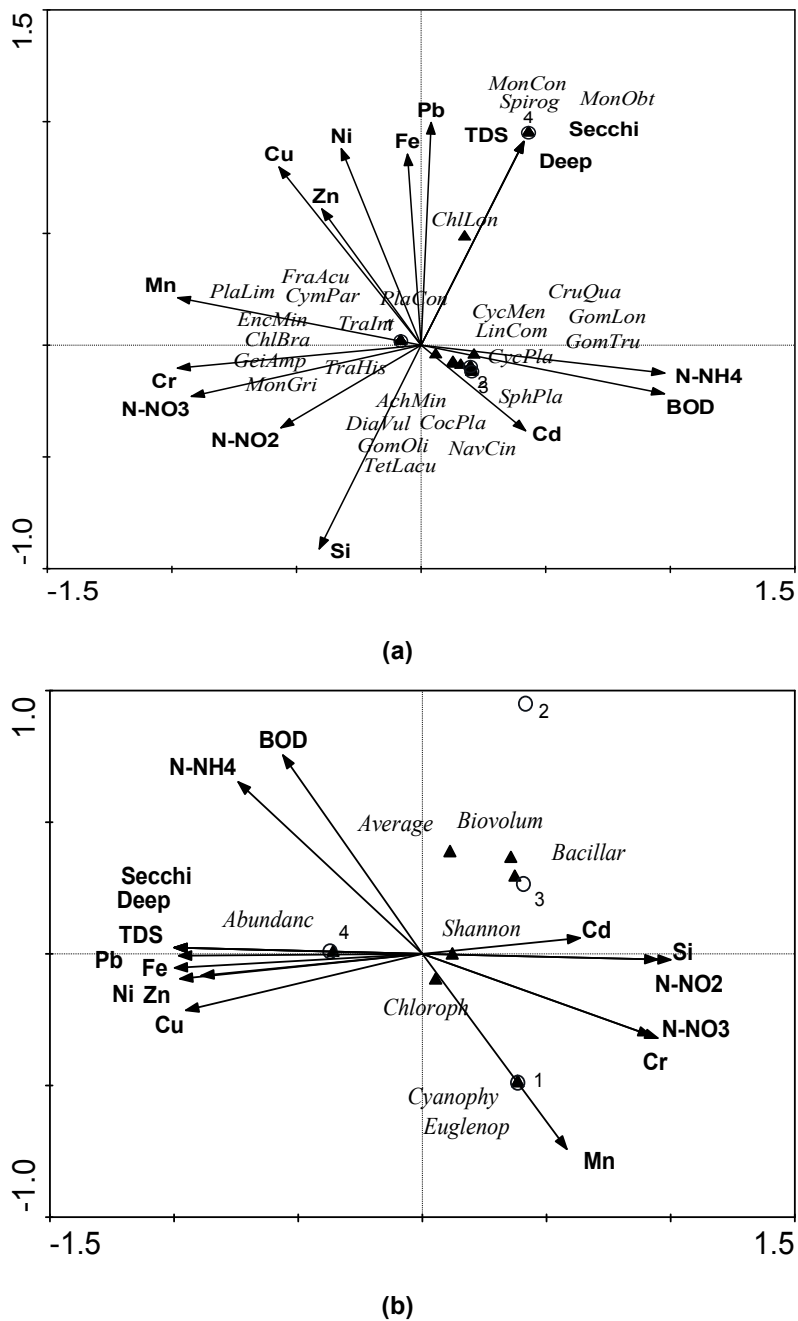 1.5
MonCon
Spirog
MonObt
Pb
4
TDS
Secchi
Ni
Fe
Deep
Cu
Zn
ChlLon
Mn
FraAcu
PlaLim
CymPar
PlaCon
CruQua
EncMin
TraInt
1
CycMen
GomLon
ChlBra
LinCom
GomTru
GeiAmp
TraHis
CycPla
Cr
MonGri
2
3
N-NH4
N-NO3
AchMin
SphPla
BOD
DiaVul
CocPla
N-NO2
Cd
GomOli
NavCin
TetLacu
Si
-1.0
-1.5
1.5
(a)
1.0
2
BOD
N-NH4
Average
Biovolum
Bacillar
Secchi
3
Deep
Abundanc
4
Shannon
Cd
TDS
Pb
Fe
Si
Ni
Zn
N-NO2
Chloroph
Cu
N-NO3
Cr
1
Cyanophy
Euglenop
Mn
-1.0
-1.5
1.5
(b)